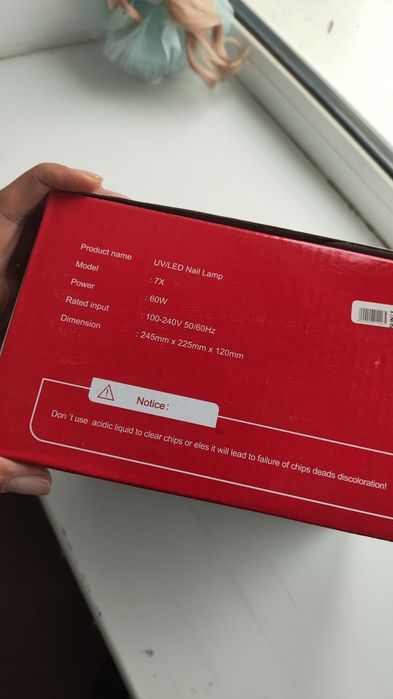 Product name UV/LED Nail Lamp
Model : 7X
Power : 60W
Rated input : 100-240V 50/60Hz
Dimension : 245mm x 225mm x 120mm
Notice:
Don 't use acidic liquid to clear chips or eles it will lead to failure of chips deads discoloration!